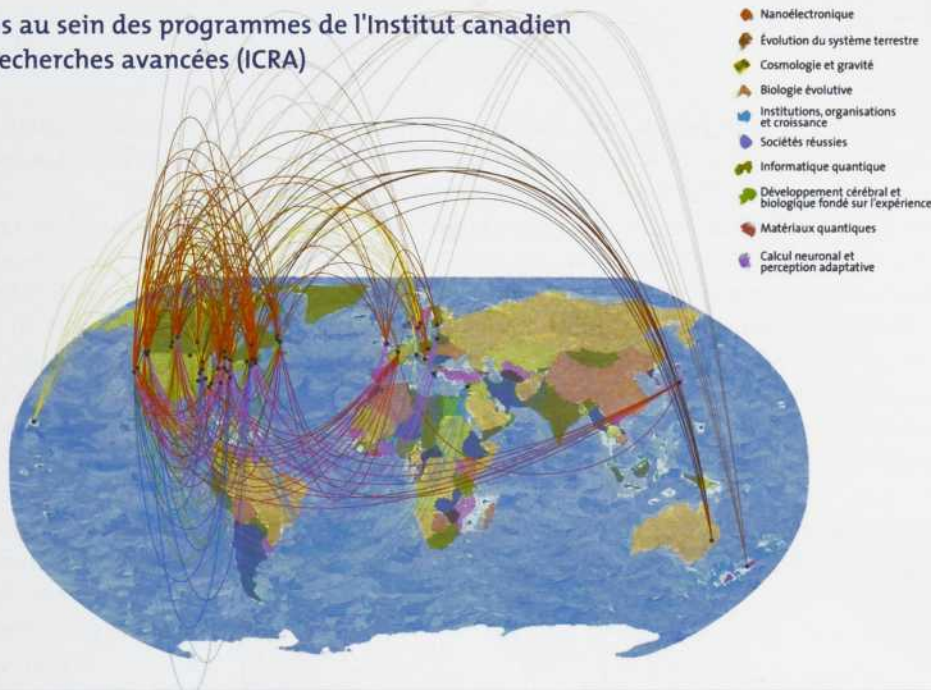 s au sein des programmes de l'Institut canadien
echerches avancées (ICRA)
Nanoélectronique
Évolution du système terrestre
Cosmologie et gravité
Biologie évolutive
Institutions, organisations
et croissance
Sociétés réussies
Informatique quantique
Développement cérébral et
biologique fondé sur l'expérience
Matériaux quantiques
Calcul neuronal et
perception adaptative